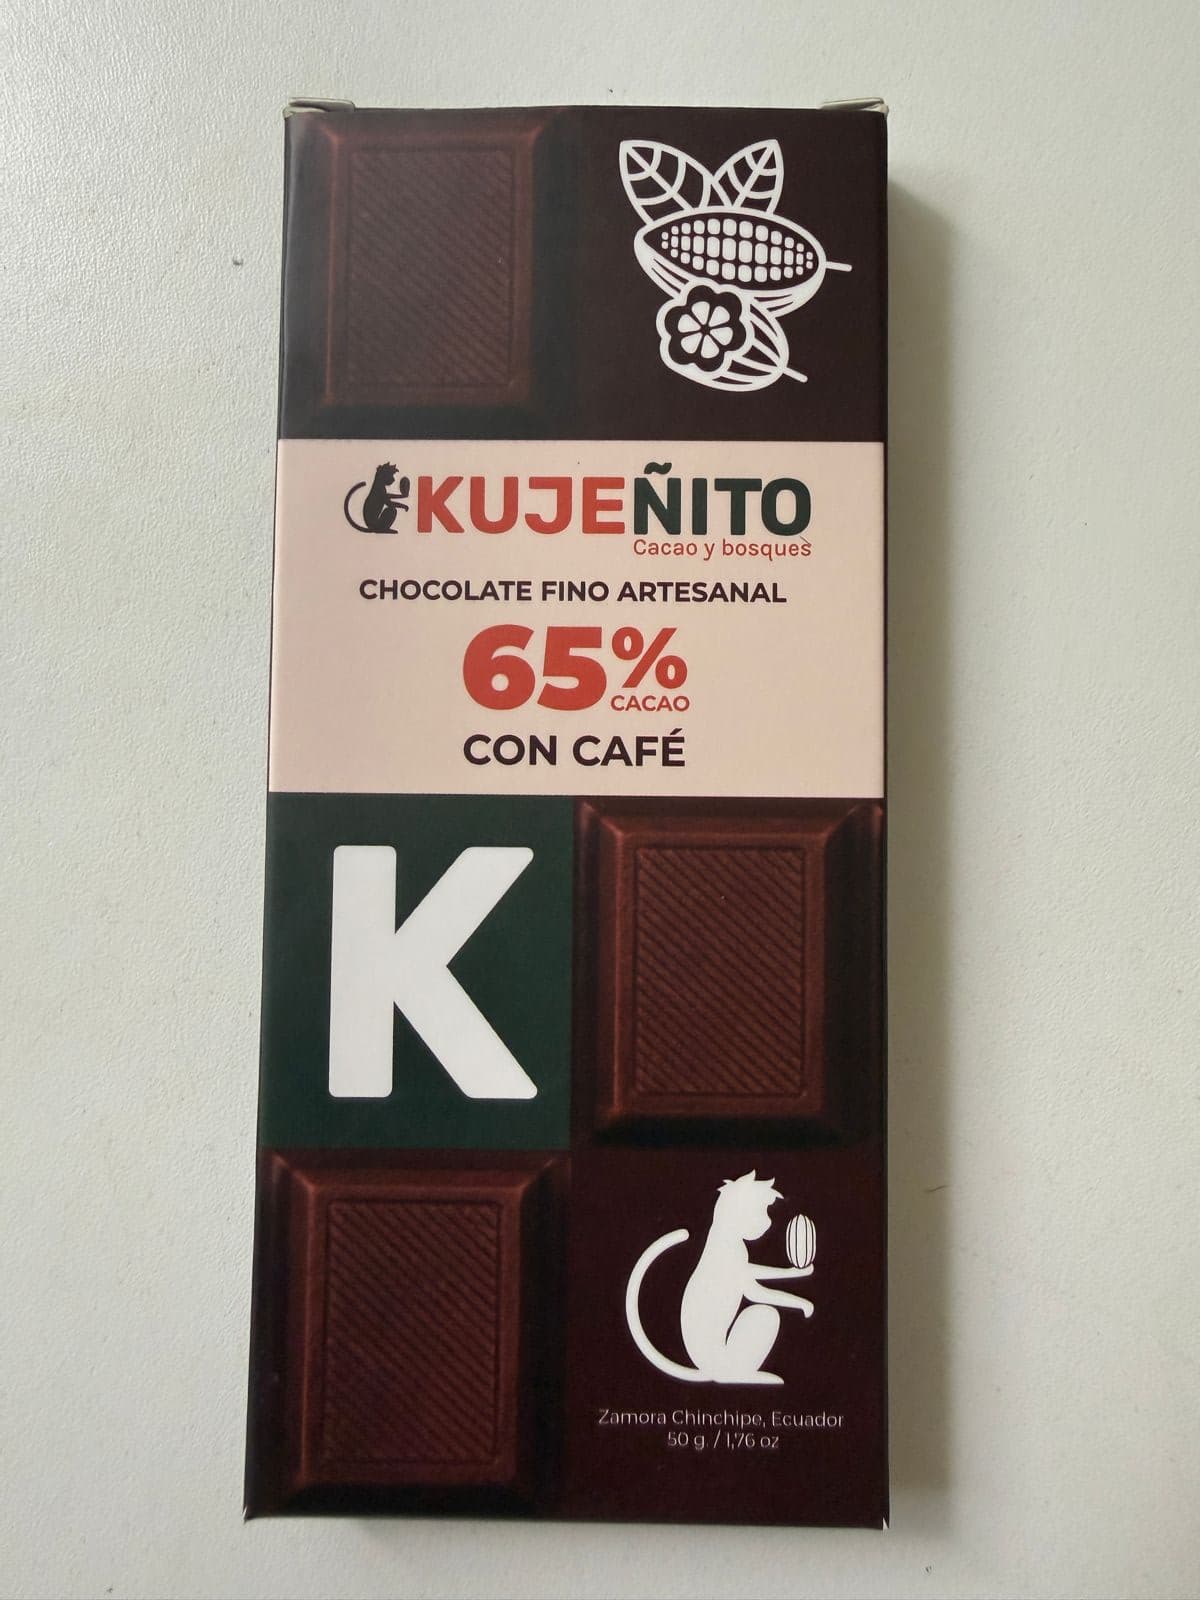 KUJEÑITO
Cacao y bosques
CHOCOLATE FINO ARTESANAL
65%
CACAO
CON CAFÉ
K
Zamora Chinchipe, Ecuador
50 g. / 1,76 oz